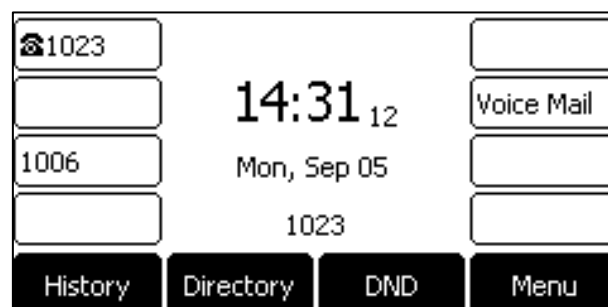 ☎1023
14:31 12
Voice Mail
1006
Mon, Sep 05
1023
History Directory DND Menu